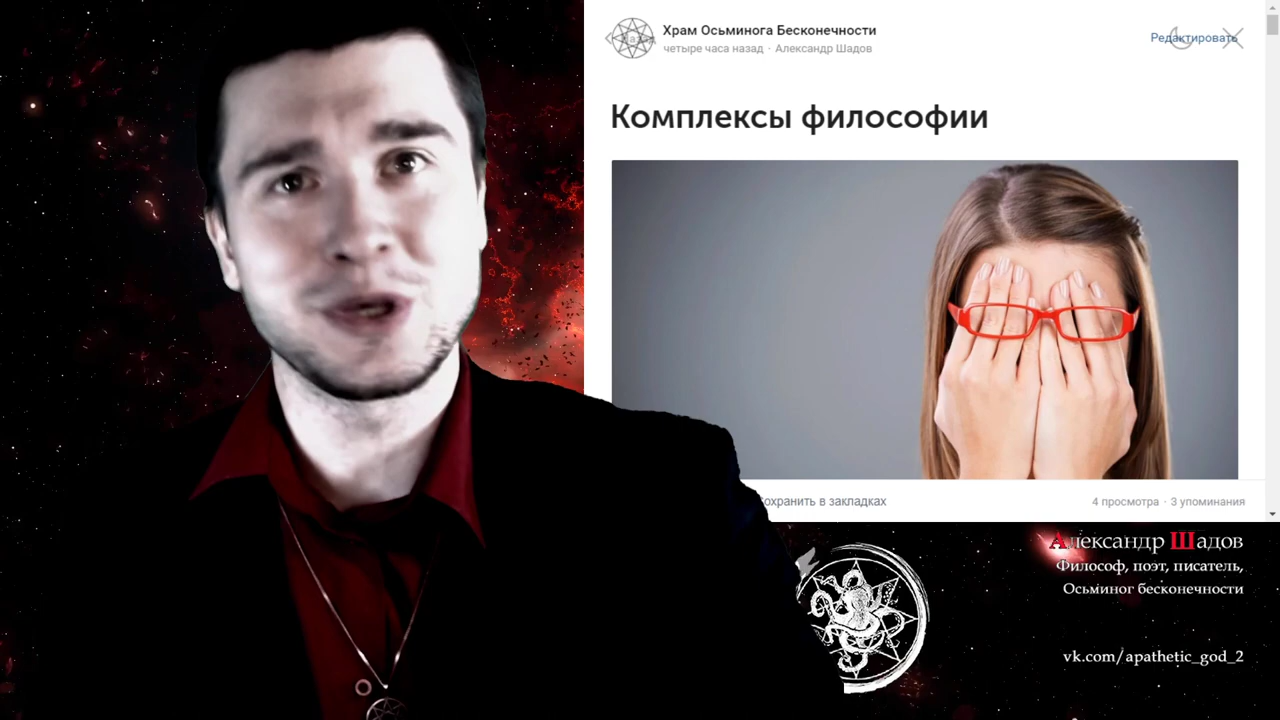 Храм Осьминога Бесконечности
четыре часа назад · Александр Шадов
Редактировать
Комплексы философии
Сохранить в закладках
4 просмотра · 3 упоминания
Александр Шадов
Философ, поэт, писатель,
Осьминог бесконечности
vk.com/apathetic_god_2